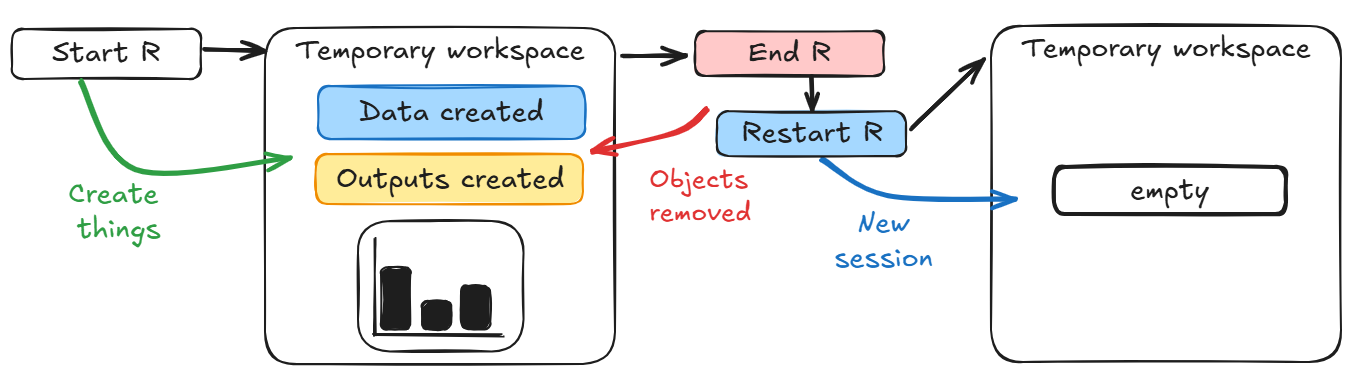 Start R
Temporary workspace
Data created
Outputs created
Create
things
End R
Restart R
Objects
removed
New
session
Temporary workspace
empty